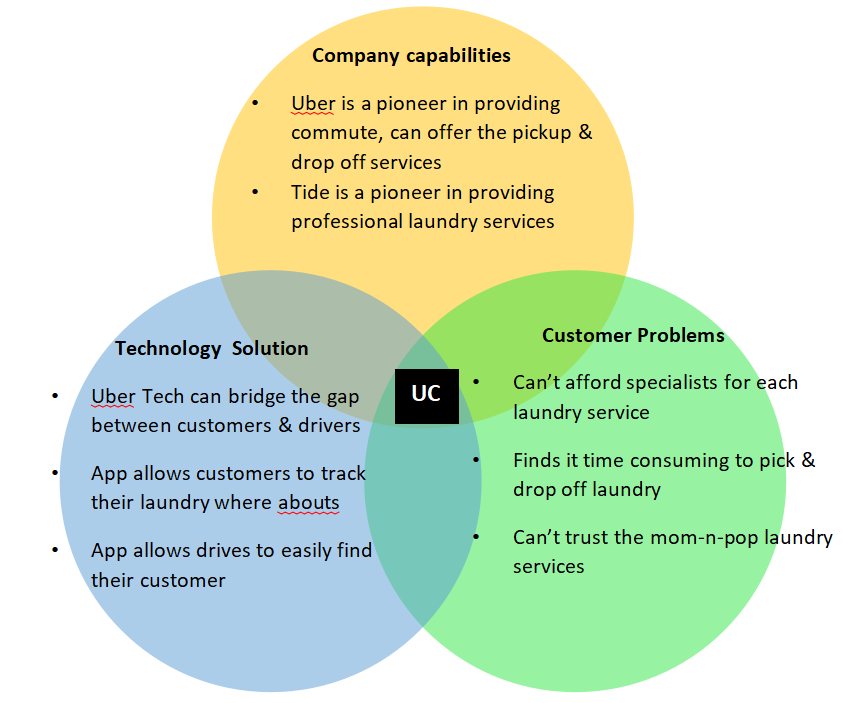 Company capabilities
• Uber is a pioneer in providing
commute, can offer the pickup &
drop off services
• Tide is a pioneer in providing
professional laundry services
Technology Solution
• Uber Tech can bridge the gap
between customers & drivers
• App allows customers to track
their laundry where abouts
• App allows drives to easily find
their customer
UC
Customer Problems
• Can't afford specialists for each
laundry service
• Finds it time consuming to pick &
drop off laundry
• Can't trust the mom-n-pop laundry
services